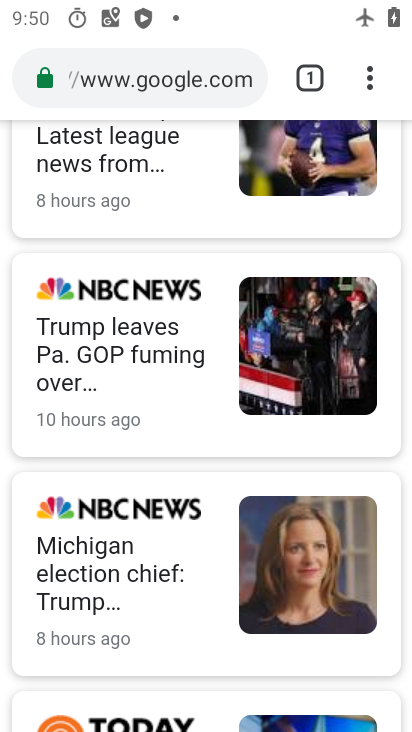 9:50
//www.google.com
1
Latest league
news from...
4
8 hours ago
NBC NEWS
Trump leaves
Pa. GOP fuming
over...
10 hours ago
NBC NEWS
Michigan
election chief:
Trump...
8 hours ago
TODAY